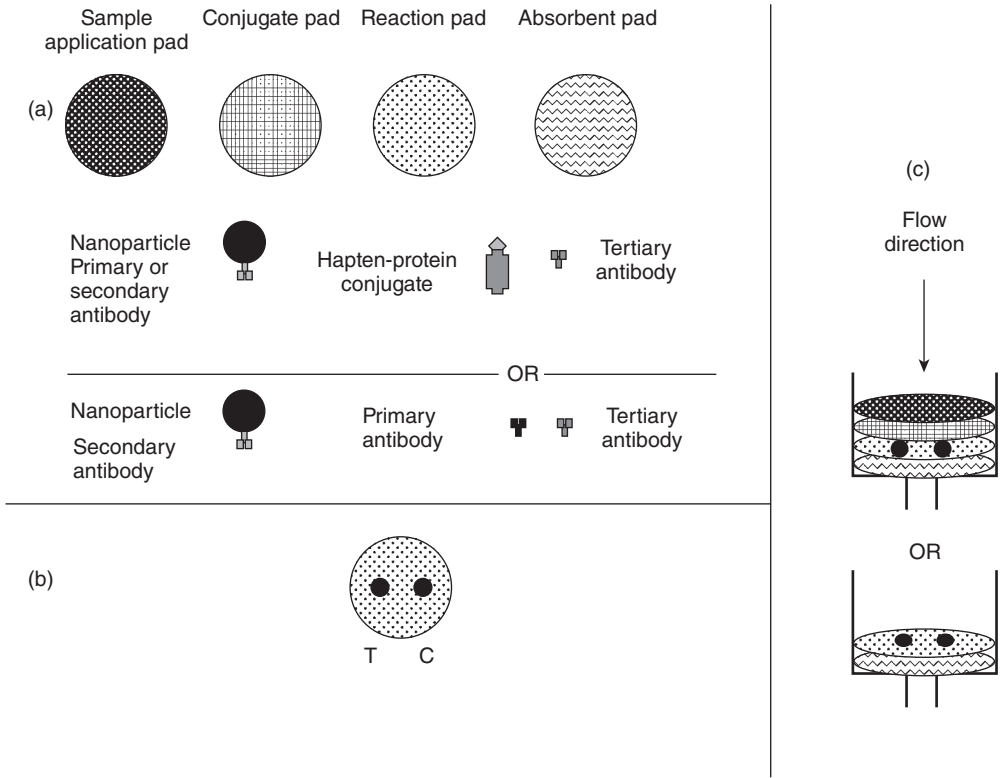 Sample
application pad
Conjugate pad
Reaction pad
Absorbent pad
(a)
Nanoparticle
Primary or
secondary
antibody
Hapten-protein
conjugate
Tertiary
antibody
OR
Nanoparticle
Secondary
antibody
Primary
antibody
Tertiary
antibody
(b)
T
C
(c)
Flow
direction
OR